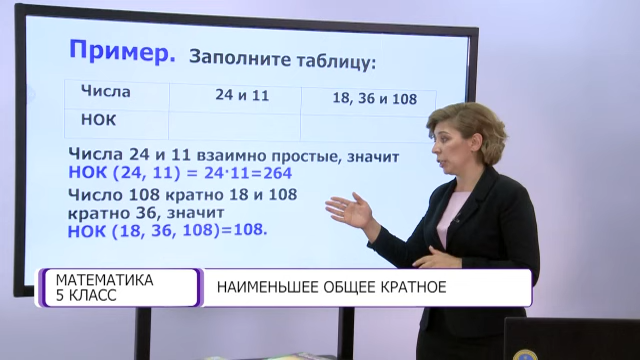 Пример. Заполните таблицу:
Числа 24 и 11 18, 36 и 108
НОК
Числа 24 и 11 взаимно простые, значит
НОК (24, 11) = 24·11=264
Число 108 кратно 18 и 108
кратно 36, значит
НОК (18, 36, 108)=108.
МАТЕМАТИКА
5 КЛАСС
НАИМЕНЬШЕЕ ОБЩЕЕ КРАТНОЕ